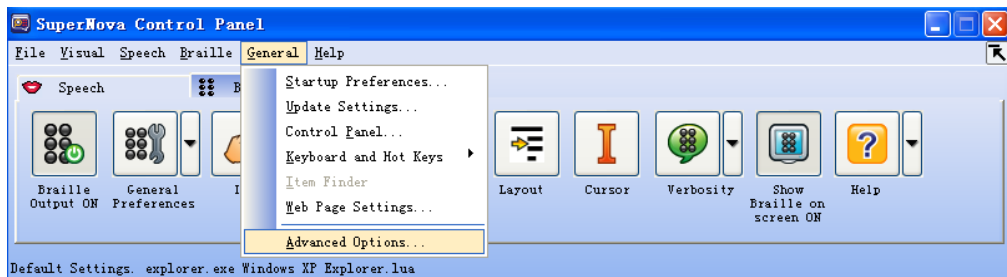 SuperNova Control Panel
File Visual Speech Braille General Help
Speech
B
Startup Preferences...
Update Settings...
Control Panel...
Keyboard and Hot Keys
Item Finder
Web Page Settings...
Advanced Options...
Braille
Output ON
General
Preferences
I
Layout
Cursor
Verbosity
Show
Braille on
screen ON
Help
Default Settings. explorer.exe Windows XP Explorer.lua